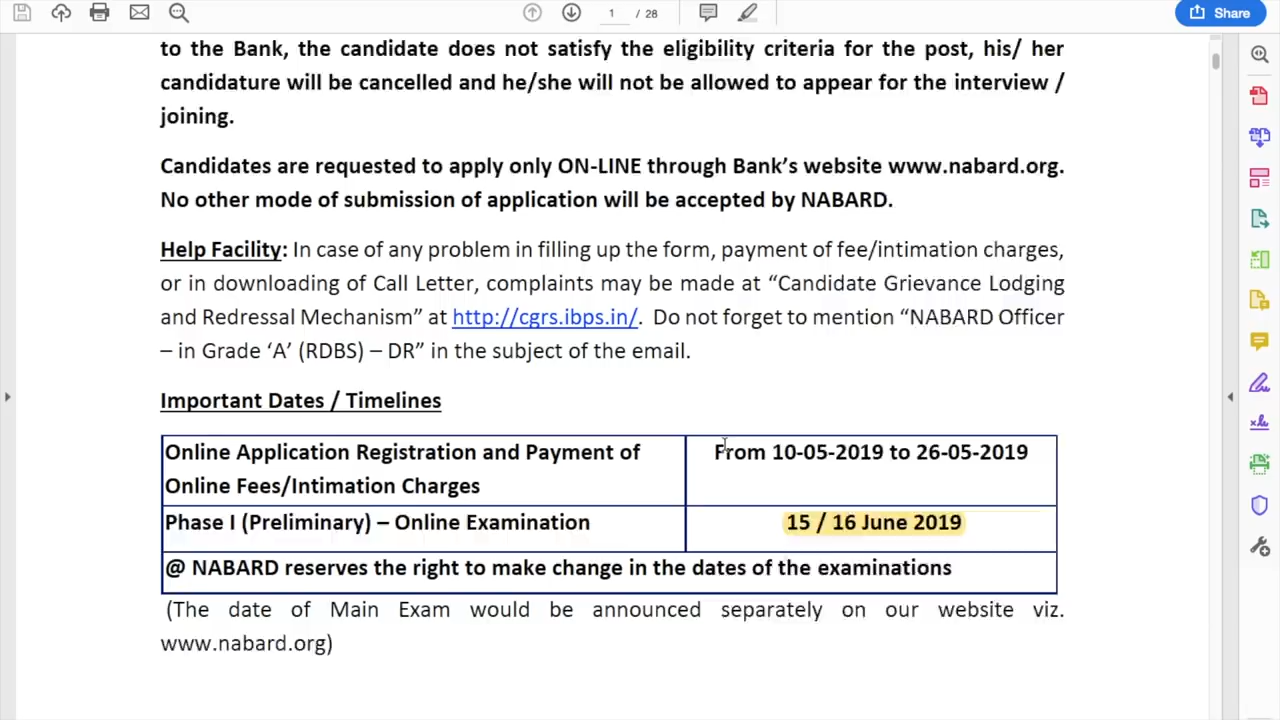 1 / 28
Share
to the Bank, the candidate does not satisfy the eligibility criteria for the post, his/ her
candidature will be cancelled and he/she will not be allowed to appear for the interview /
joining.
Candidates are requested to apply only ON-LINE through Bank’s website www.nabard.org.
No other mode of submission of application will be accepted by NABARD.
Help Facility: In case of any problem in filling up the form, payment of fee/intimation charges,
or in downloading of Call Letter, complaints may be made at “Candidate Grievance Lodging
and Redressal Mechanism” at http://cgrs.ibps.in/. Do not forget to mention “NABARD Officer
– in Grade ‘A’ (RDBS) – DR” in the subject of the email.
Important Dates / Timelines
Online Application Registration and Payment of
Online Fees/Intimation Charges
From 10-05-2019 to 26-05-2019
Phase I (Preliminary) – Online Examination
15 / 16 June 2019
@ NABARD reserves the right to make change in the dates of the examinations
(The date of Main Exam would be announced separately on our website viz.
www.nabard.org)